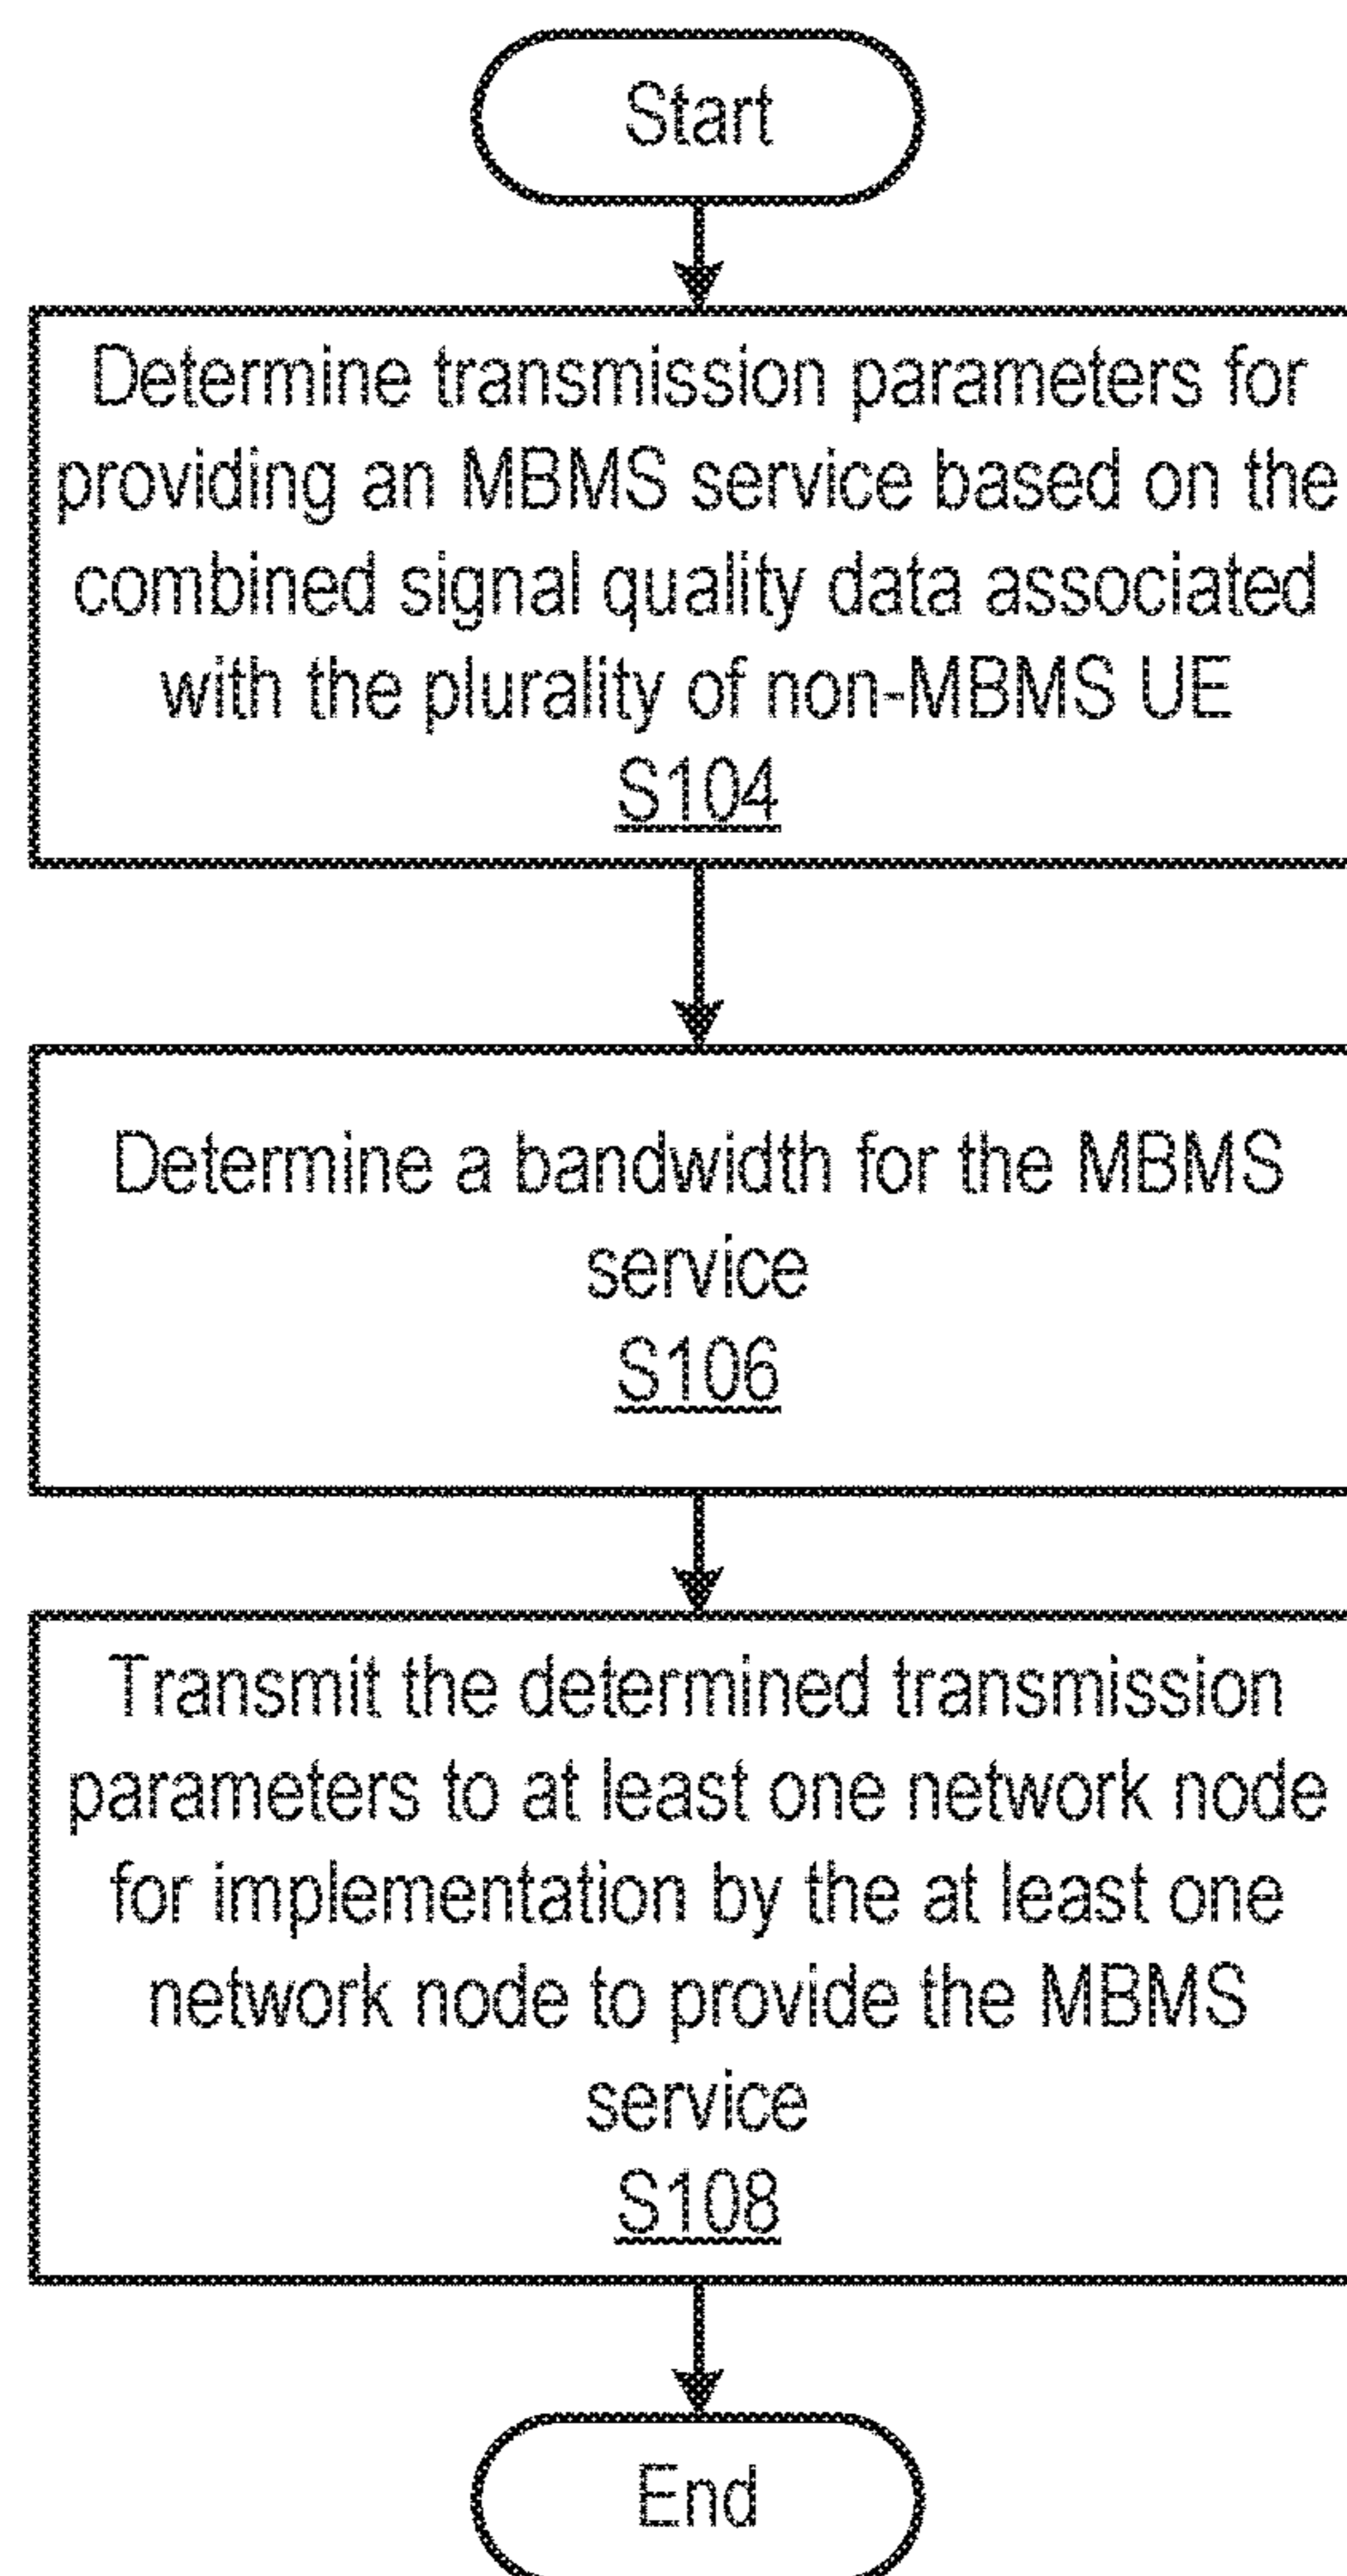 Start
Determine transmission parameters for
providing an MBMS service based on the
combined signal quality data associated
with the plurality of non-MBMS UE
S104
Determine a bandwidth for the MBMS
service
S106
Transmit the determined transmission
parameters to at least one network node
for implementation by the at least one
network node to provide the MBMS
service
S108
End